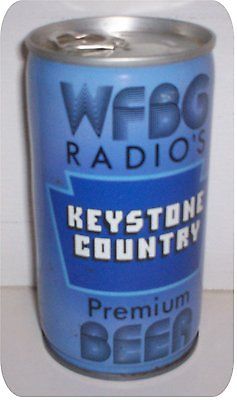 WFBG
RADIO'S
KEYSTONE
COUNTRY
Premium
BEER